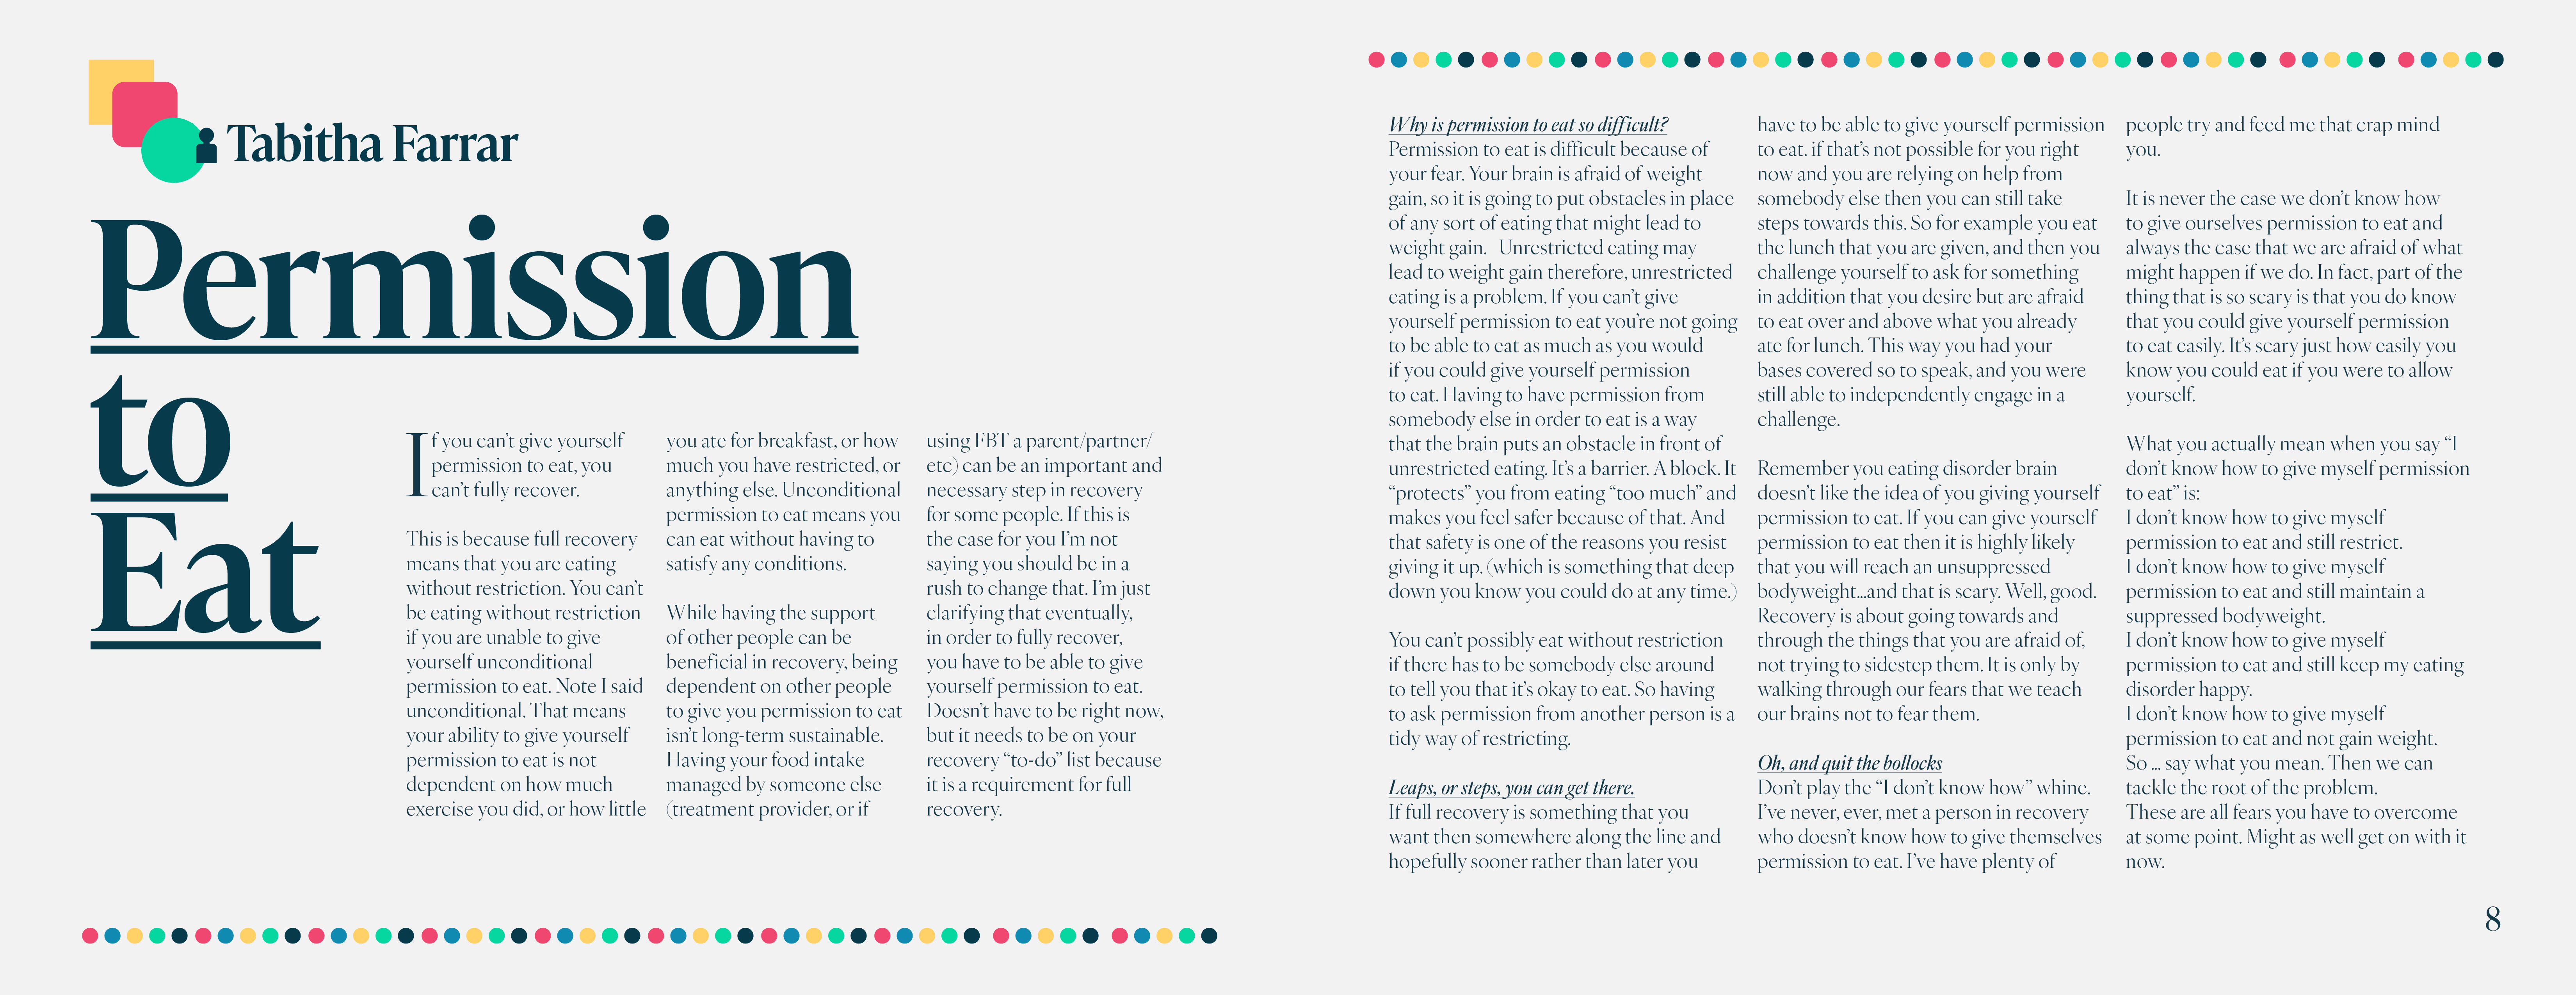 Tabitha Farrar
Permission
to
Eat
If you can't give yourself
permission to eat, you
can't fully recover.
This is because full recovery
means that you are eating
without restriction. You can't
be eating without restriction
if you are unable to give
yourself unconditional
permission to eat. Note I said
unconditional. That means
your ability to give yourself
permission to eat is not
dependent on how much
exercise you did, or how little
you ate for breakfast, or how
much you have restricted, or
anything else. Unconditional
permission to eat means you
can eat without having to
satisfy any conditions.
While having the support
of other people can be
beneficial in recovery, being
dependent on other people
to give you permission to eat
isn't long-term sustainable.
Having your food intake
managed by someone else
(treatment provider, or if
using FBT a parent/partner/
etc) can be an important and
necessary step in recovery
for some people. If this is
the case for you I'm not
saying you should be in a
rush to change that. I'm just
clarifying that eventually,
in order to fully recover,
you have to be able to give
yourself permission to eat.
Doesn't have to be right now,
but it needs to be on your
recovery "to-do" list because
it is a requirement for full
recovery.
Why is permission to eat so difficult?
Permission to eat is difficult because of
your fear. Your brain is afraid of weight
gain, so it is going to put obstacles in place
of any sort of eating that might lead to
weight gain.   Unrestricted eating may
lead to weight gain therefore, unrestricted
eating is a problem. If you can't give
yourself permission to eat you're not going
to be able to eat as much as you would
if you could give yourself permission
to eat. Having to have permission from
somebody else in order to eat is a way
that the brain puts an obstacle in front of
unrestricted eating. It's a barrier. A block. It
"protects" you from eating "too much" and
makes you feel safer because of that. And
that safety is one of the reasons you resist
giving it up. (which is something that deep
down you know you could do at any time.)
You can't possibly eat without restriction
if there has to be somebody else around
to tell you that it's okay to eat. So having
to ask permission from another person is a
tidy way of restricting.
Leaps, or steps, you can get there.
If full recovery is something that you
want then somewhere along the line and
hopefully sooner rather than later you
have to be able to give yourself permission
to eat. if that's not possible for you right
now and you are relying on help from
somebody else then you can still take
steps towards this. So for example you eat
the lunch that you are given, and then you
challenge yourself to ask for something
in addition that you desire but are afraid
to eat over and above what you already
ate for lunch. This way you had your
bases covered so to speak, and you were
still able to independently engage in a
challenge.
Remember you eating disorder brain
doesn't like the idea of you giving yourself
permission to eat. If you can give yourself
permission to eat then it is highly likely
that you will reach an unsuppressed
bodyweight...and that is scary. Well, good.
Recovery is about going towards and
through the things that you are afraid of,
not trying to sidestep them. It is only by
walking through our fears that we teach
our brains not to fear them.
Oh, and quit the bollocks
Don't play the "I don't know how" whine.
I've never, ever, met a person in recovery
who doesn't know how to give themselves
permission to eat. I've have plenty of
people try and feed me that crap mind
you.
It is never the case we don't know how
to give ourselves permission to eat and
always the case that we are afraid of what
might happen if we do. In fact, part of the
thing that is so scary is that you do know
that you could give yourself permission
to eat easily. It's scary just how easily you
know you could eat if you were to allow
yourself.
What you actually mean when you say "I
don't know how to give myself permission
to eat" is:
I don't know how to give myself
permission to eat and still restrict.
I don't know how to give myself
permission to eat and still maintain a
suppressed bodyweight.
I don't know how to give myself
permission to eat and still keep my eating
disorder happy.
I don't know how to give myself
permission to eat and not gain weight.
So ... say what you mean. Then we can
tackle the root of the problem.
These are all fears you have to overcome
at some point. Might as well get on with it
now.
8